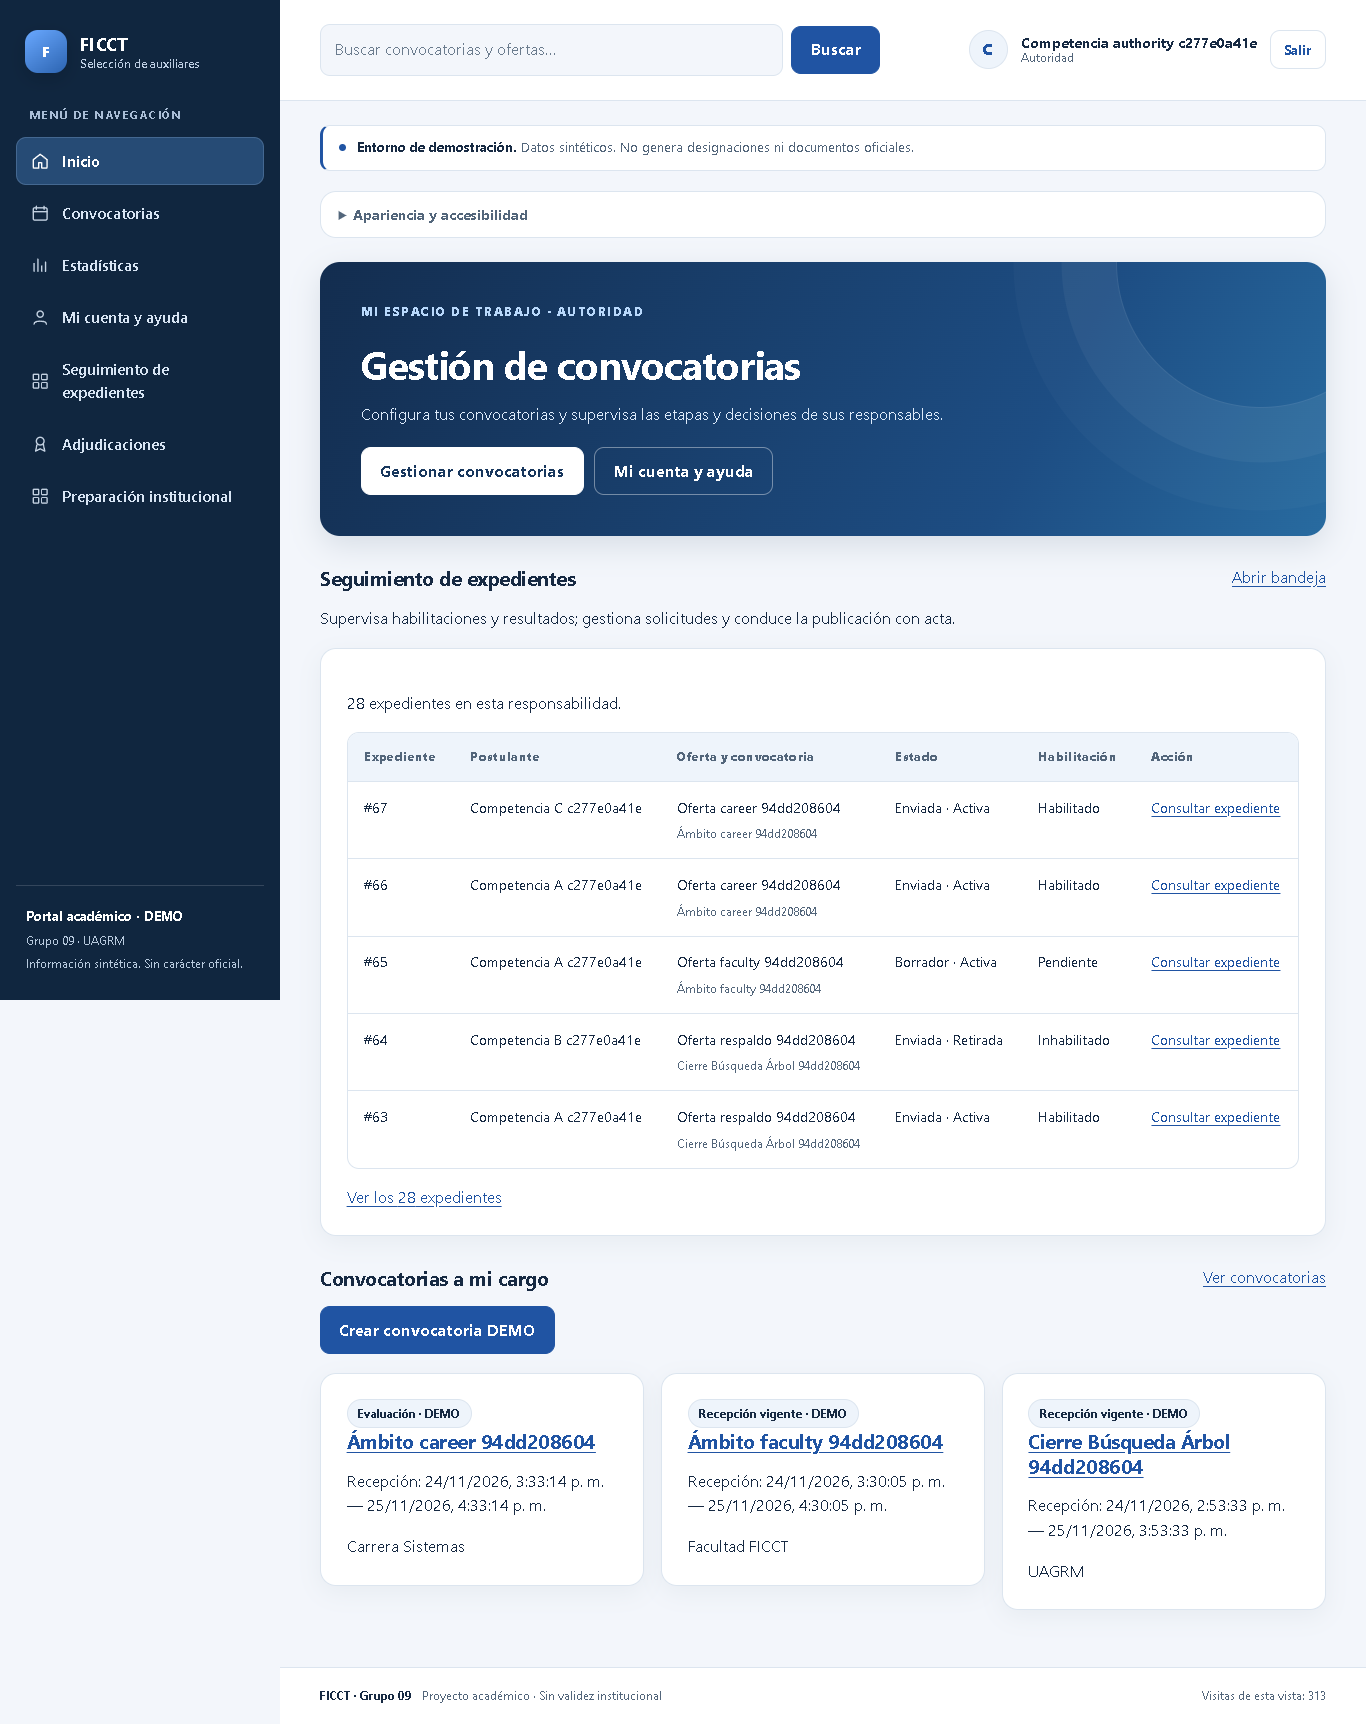 F
FICCT
Selección de auxiliares
MENÚ DE NAVEGACIÓN
Inicio
Convocatorias
Estadísticas
Mi cuenta y ayuda
Seguimiento de
expedientes
Adjudicaciones
Preparación institucional
Portal académico · DEMO
Grupo 09 · UAGRM
Información sintética. Sin carácter oficial.
Buscar convocatorias y ofertas...
Buscar
C
Competencia authority c277e0a41e
Autoridad
Salir
Entorno de demostración. Datos sintéticos. No genera designaciones ni documentos oficiales.
Apariencia y accesibilidad
MI ESPACIO DE TRABAJO · AUTORIDAD
Gestión de convocatorias
Configura tus convocatorias y supervisa las etapas y decisiones de sus responsables.
Gestionar convocatorias
Mi cuenta y ayuda
Seguimiento de expedientes
Abrir bandeja
Supervisa habilitaciones y resultados; gestiona solicitudes y conduce la publicación con acta.
28 expedientes en esta responsabilidad.
Expediente Postulante Oferta y convocatoria Estado Habilitación Acción
#67 Competencia C c277e0a41e Oferta career 94dd208604 Enviada · Activa Habilitado Consultar expediente
Ámbito career 94dd208604
#66 Competencia A c277e0a41e Oferta career 94dd208604 Enviada · Activa Habilitado Consultar expediente
Ámbito career 94dd208604
#65 Competencia A c277e0a41e Oferta faculty 94dd208604 Borrador · Activa Pendiente Consultar expediente
Ámbito faculty 94dd208604
#64 Competencia B c277e0a41e Oferta respaldo 94dd208604 Enviada · Retirada Inhabilitado Consultar expediente
Cierre Búsqueda Árbol 94dd208604
#63 Competencia A c277e0a41e Oferta respaldo 94dd208604 Enviada · Activa Habilitado Consultar expediente
Cierre Búsqueda Árbol 94dd208604
Ver los 28 expedientes
Convocatorias a mi cargo
Ver convocatorias
Crear convocatoria DEMO
Evaluación · DEMO
Ámbito career 94dd208604
Recepción: 24/11/2026, 3:33:14 p. m.
— 25/11/2026, 4:33:14 p. m.
Carrera Sistemas
Recepción vigente · DEMO
Ámbito faculty 94dd208604
Recepción: 24/11/2026, 3:30:05 p. m.
— 25/11/2026, 4:30:05 p. m.
Facultad FICCT
Recepción vigente · DEMO
Cierre Búsqueda Árbol
94dd208604
Recepción: 24/11/2026, 2:53:33 p. m.
— 25/11/2026, 3:53:33 p. m.
UAGRM
FICCT · Grupo 09 Proyecto académico · Sin validez institucional
Visitas de esta vista: 313